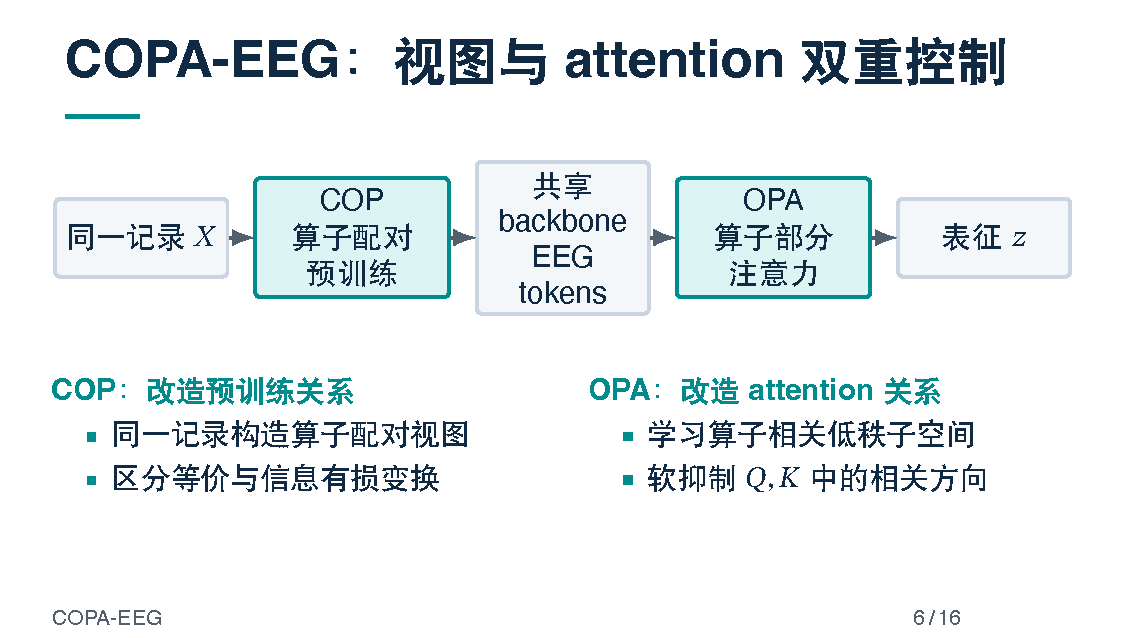 COPA-EEG：视图与 attention 双重控制
同一记录 X
COP
算子配对
预训练
共享
backbone
EEG
tokens
OPA
算子部分
注意力
表征 z
COP：改造预训练关系
同一记录构造算子配对视图
区分等价与信息有损变换
OPA：改造 attention 关系
学习算子相关低秩子空间
软抑制 Q, K 中的相关方向
COPA-EEG
6 / 16